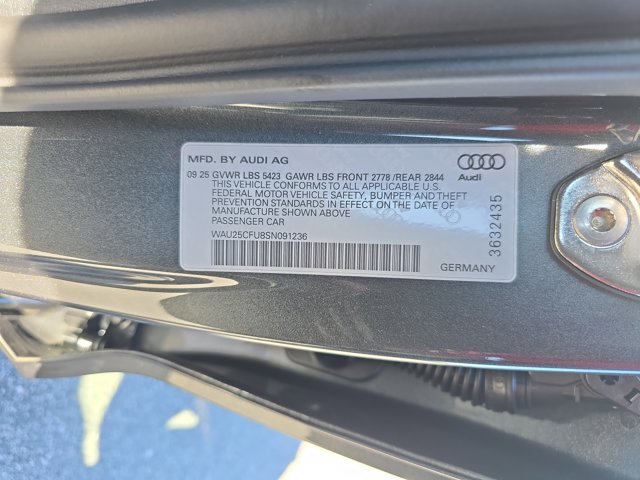 MFD. BY AUDI AG
Audi
09 25 GVWR LBS 5423 GAWR LBS FRONT 2778 /REAR 2844
THIS VEHICLE CONFORMS TO ALL APPLICABLE U.S.
FEDERAL MOTOR VEHICLE SAFETY, BUMPER AND THEFT
PREVENTION STANDARDS IN EFFECT ON THE DATE OF
MANUFACTURE SHOWN ABOVE
PASSENGER CAR
WAU25CFU8SN091236
GERMANY
3632435